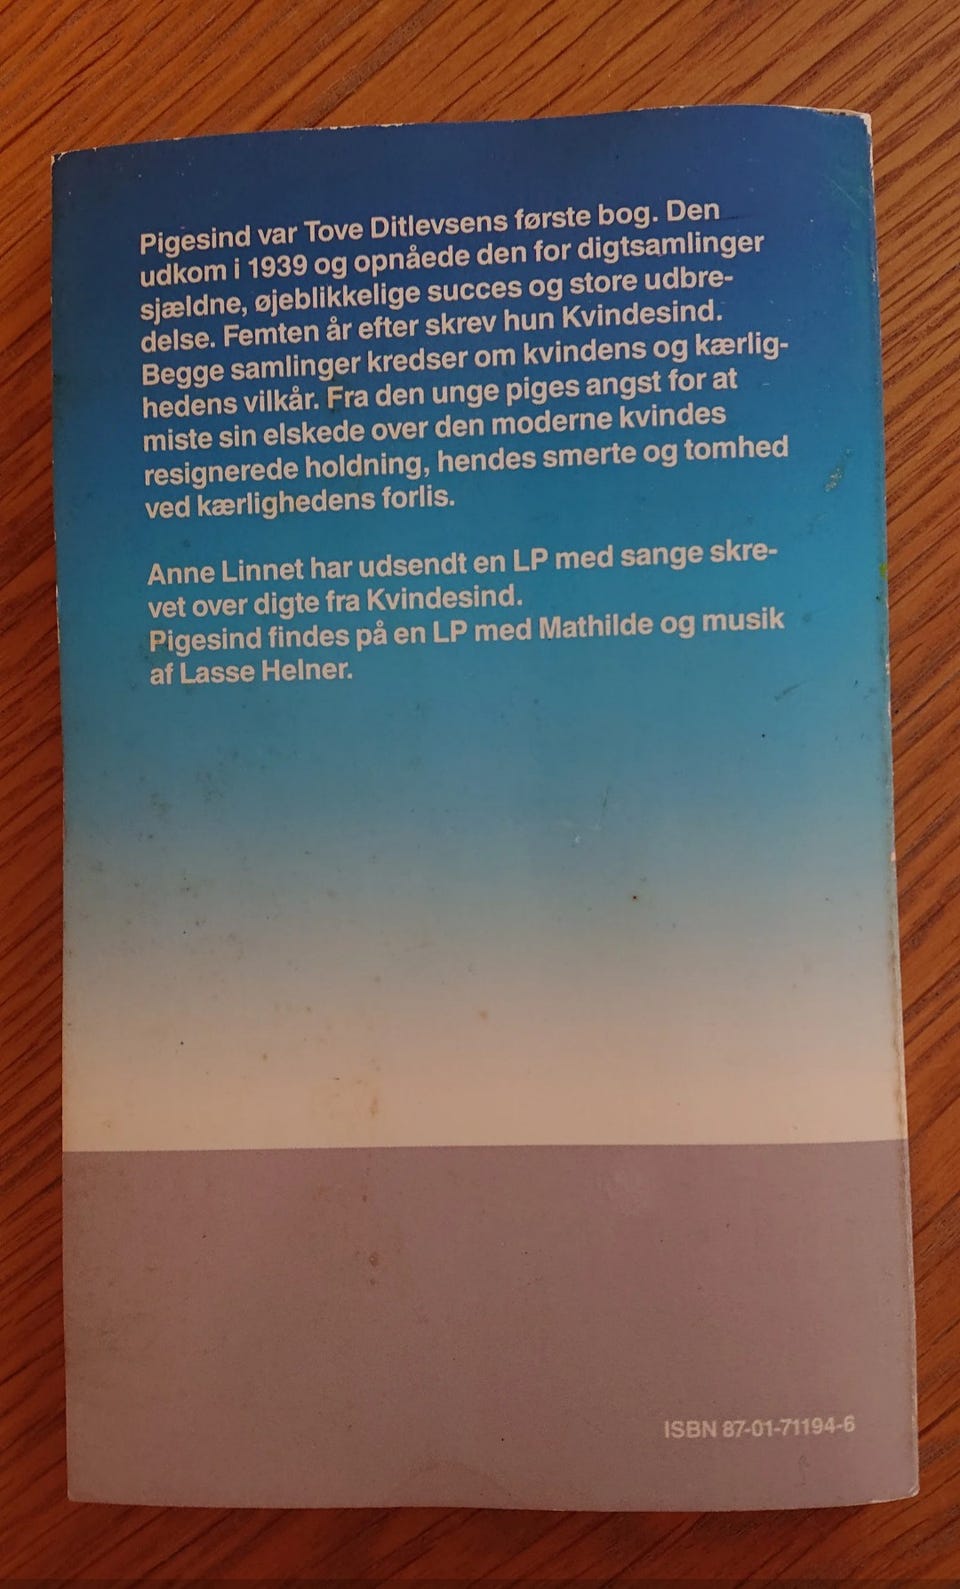 Pigesind var Tove Ditlevsens første bog. Den
udkom i 1939 og opnåede den for digtsamlinger
sjældne, øjeblikkelige succes og store udbre-
delse. Femten år efter skrev hun Kvindesind.
Begge samlinger kredser om kvindens og kærlig-
hedens vilkår. Fra den unge piges angst for at
miste sin elskede over den moderne kvindes
resignerede holdning, hendes smerte og tomhed
ved kærlighedens forlis.
Anne Linnet har udsendt en LP med sange skre-
vet over digte fra Kvindesind.
Pigesind findes på en LP med Mathilde og musik
af Lasse Helner.
ISBN 87-01-71194-6